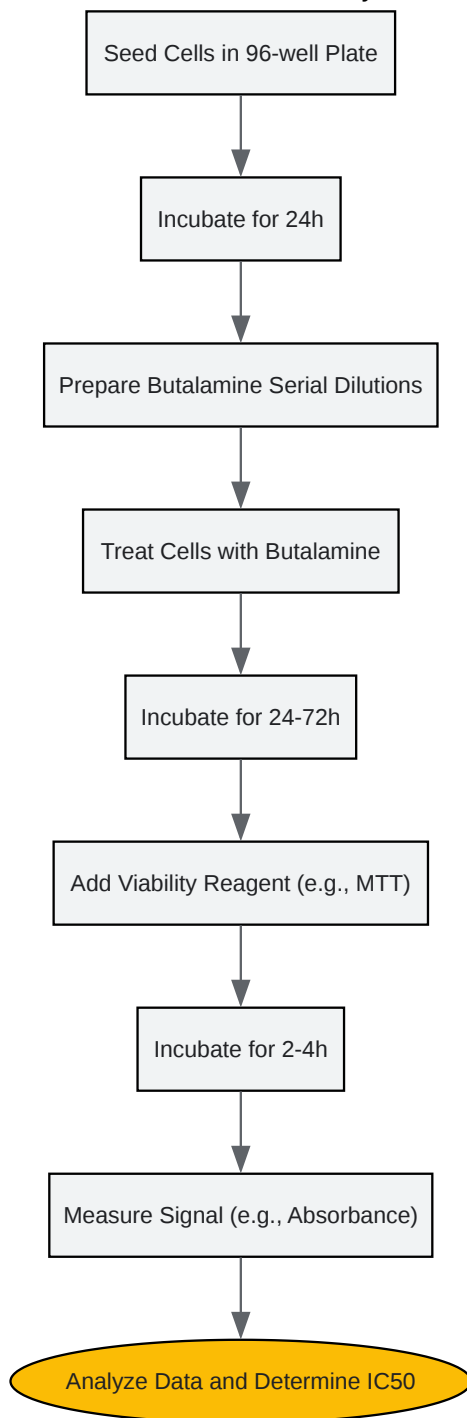 Seed Cells in 96-well Plate
Incubate for 24h
Prepare Butalamine Serial Dilutions
Treat Cells with Butalamine
Incubate for 24-72h
Add Viability Reagent (e.g., MTT)
Incubate for 2-4h
Measure Signal (e.g., Absorbance)
Analyze Data and Determine IC50